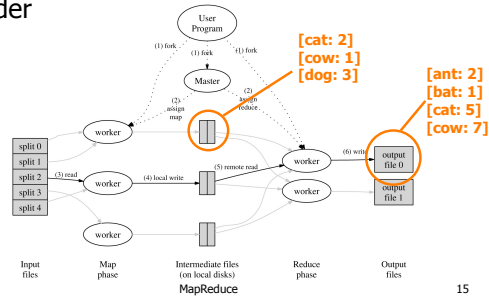 der
User
Program
(1) fork
(1) fork
(1) fork
[cat: 2]
[cow: 1]
[dog: 3]
Master
(2)
assign
map
(2)
assign
reduce
[ant: 2]
[bat: 1]
[cat: 5]
[cow: 7]
worker
split 0
split 1
split 2
split 3
split 4
(3) read
worker
(4) local write
(5) remote read
worker
(6) write
output
file 0
worker
output
file 1
worker
Input
files
Map
phase
Intermediate files
(on local disks)
Reduce
phase
Output
files
MapReduce
15